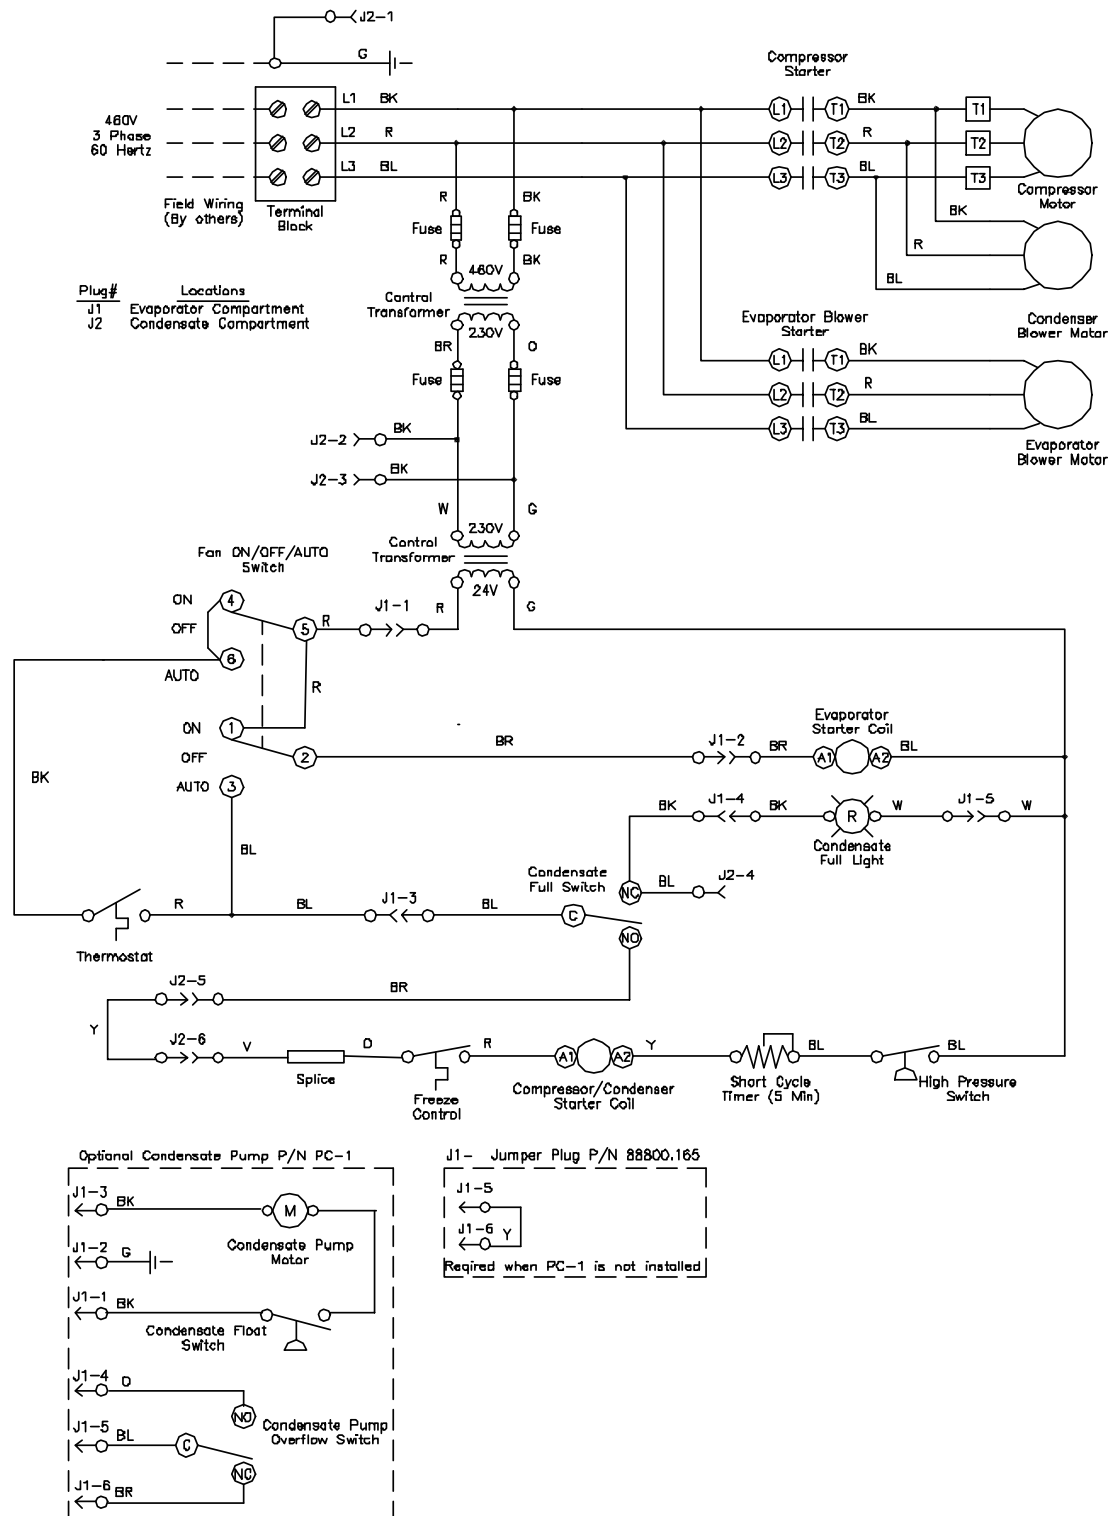 J2-1
G
Compressor
Starter
L1 BK
L1 T1 BK T1
460V
3 Phase
60 Hertz
L2 R
L2 T2 R T2
L3 BL
L3 T3 BL T3
Compressor
Motor
Field Wiring
(By others)
Terminal
Block
R BK
BK
Fuse Fuse
R
R BK
BL
460V
Control
Transformer
230V
Plug# Locations
J1 Evaporator Compartment
J2 Condensate Compartment
Condenser
Blower Motor
Evaporator Blower
Starter
BR O
L1 T1 BK
Fuse Fuse
L2 T2 R
L3 T3 BL
J2-2 BK
J2-3 BK
Evaporator
Blower Motor
W G
230V
Control
Transformer
24V
Fan ON/OFF/AUTO
Switch
ON 4
J1-1 R G
OFF 5 R
6
AUTO
R
ON 1
OFF 2
BR
J1-2 BR
Evaporator
Starter Coil
A1 A2 BL
BK
AUTO 3
BK J1-4 BK R W J1-5 W
Condensate
Full Light
BL
Condensate
Full Switch
NC BL J2-4
R BL J1-3 BL C
NO
Thermostat
J2-5 BR
Y
J2-6 V O R A1 A2 Y BL BL
Splice
Freeze
Control
Compressor/Condenser
Starter Coil
Short Cycle
Timer (5 Min)
High Pressure
Switch
Optional Condensate Pump P/N PC-1
J1-3 BK M
Condensate Pump
Motor
J1-2 G
J1-1 BK
Condensate Float
Switch
J1-4 O
NO
Condensate Pump
Overflow Switch
J1-5 BL C
NC
J1-6 BR
J1- Jumper Plug P/N 88800.165
J1-5
J1-6 Y
Reqired when PC-1 is not installed